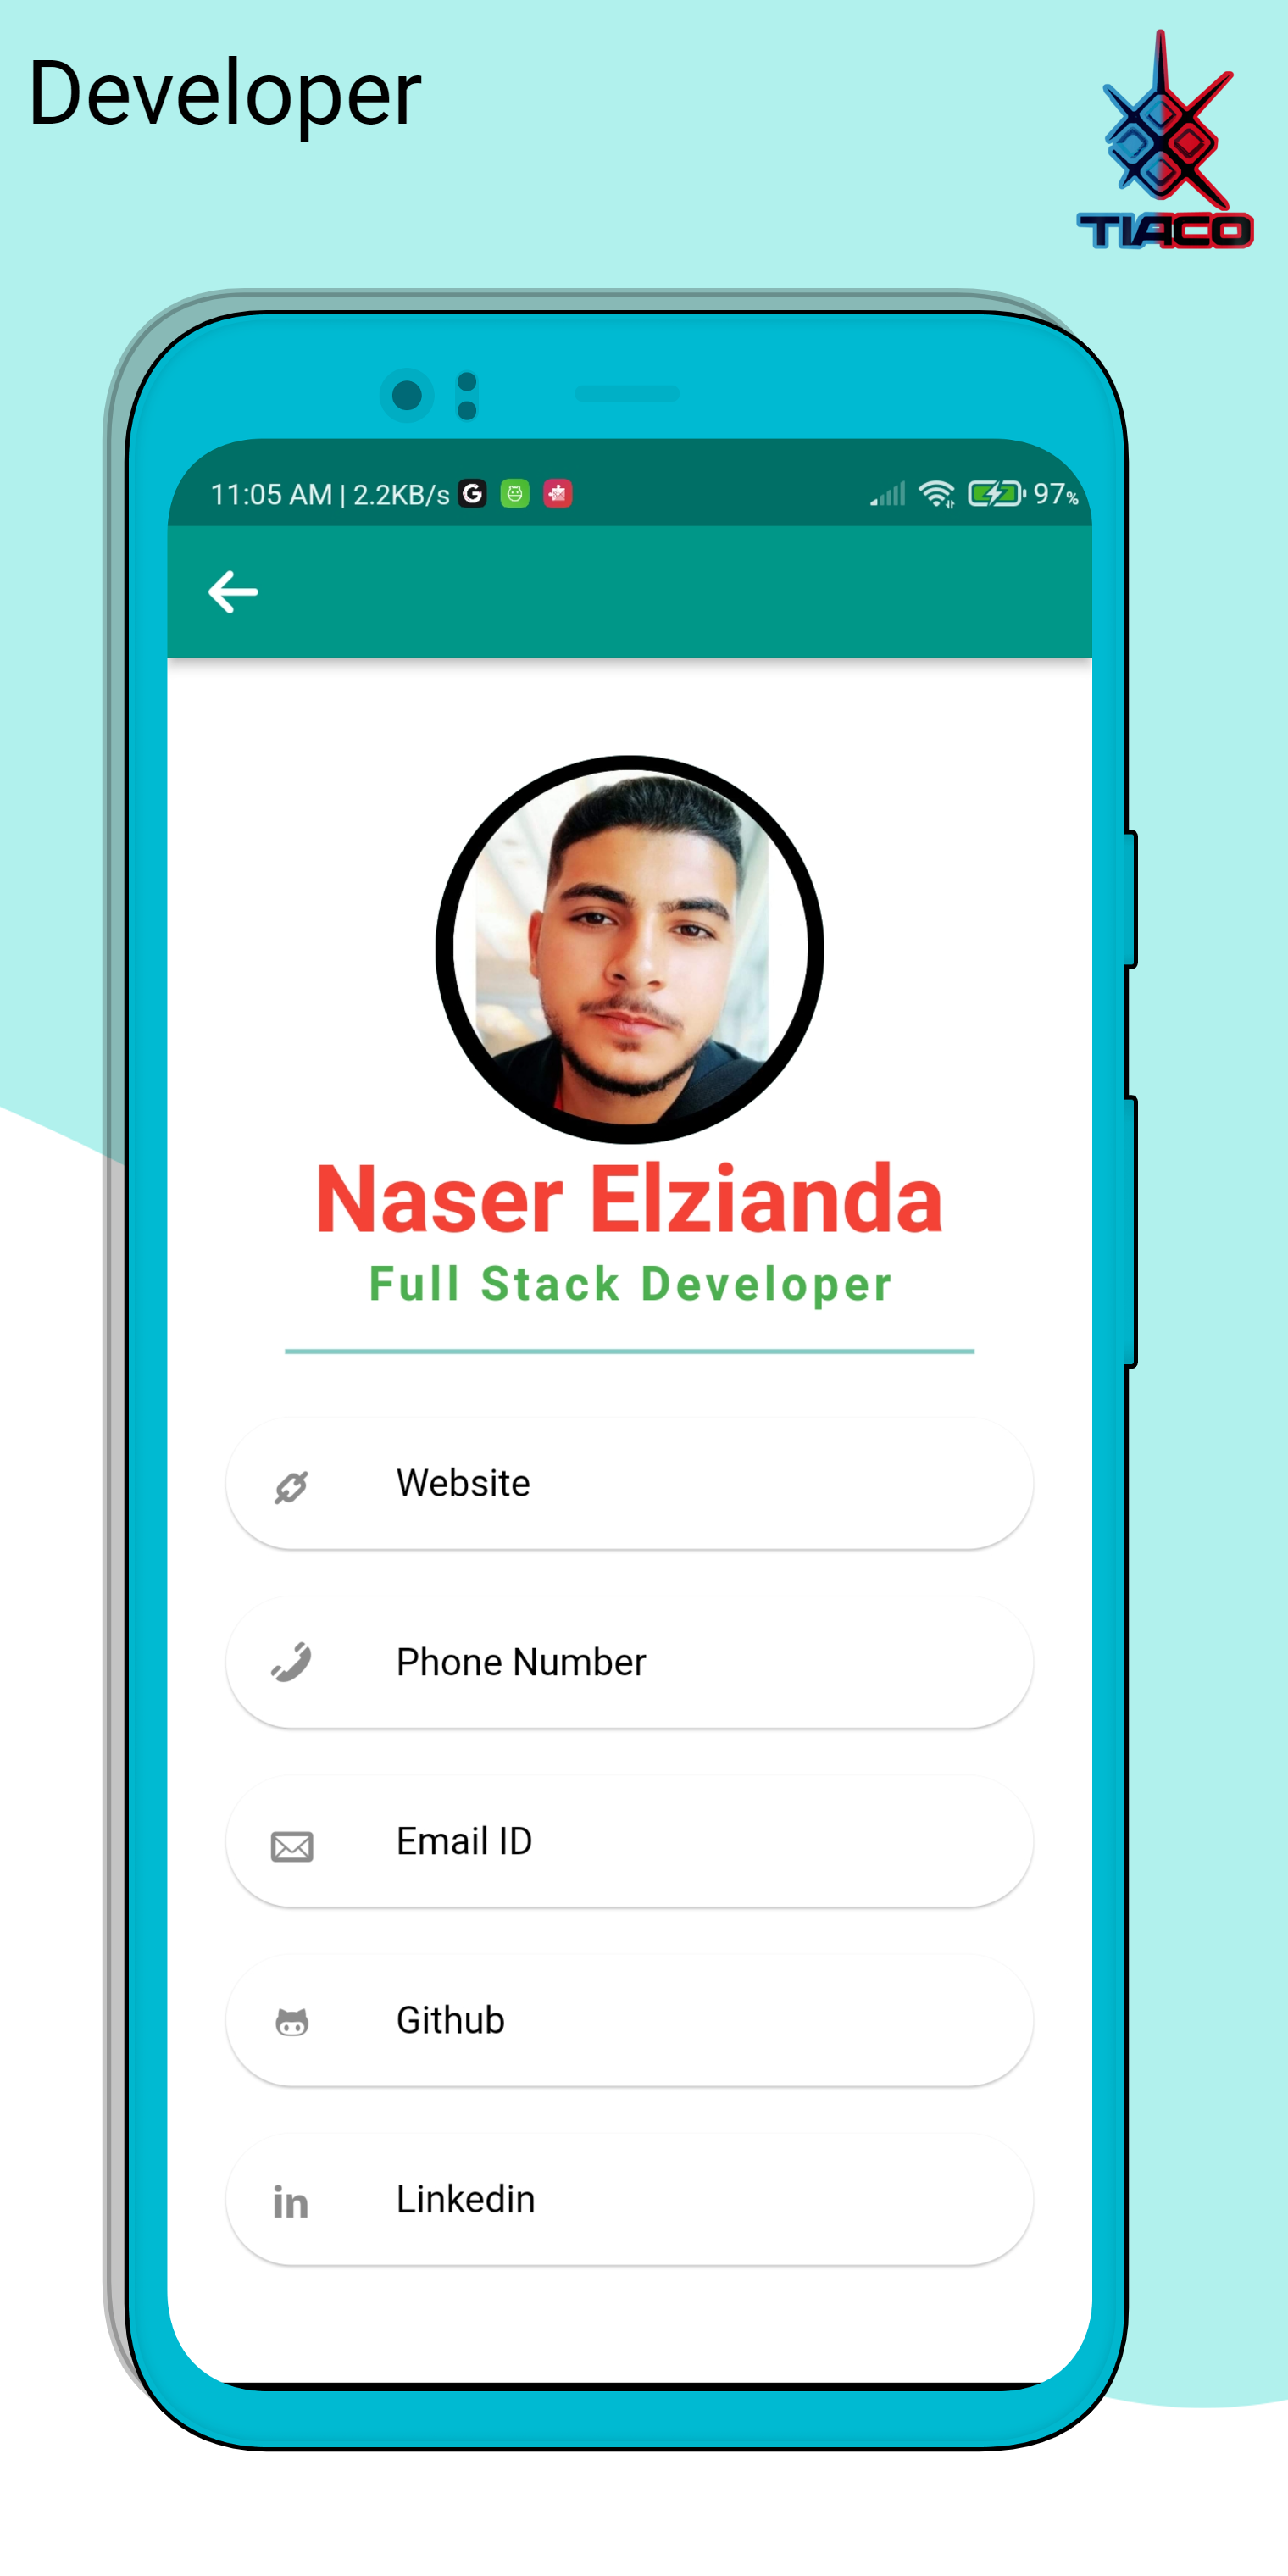 Developer
TIACO
11:05 AM | 2.2KB/s G 97%
Naser Elzianda
Full Stack Developer
Website
Phone Number
Email ID
Github
in Linkedin